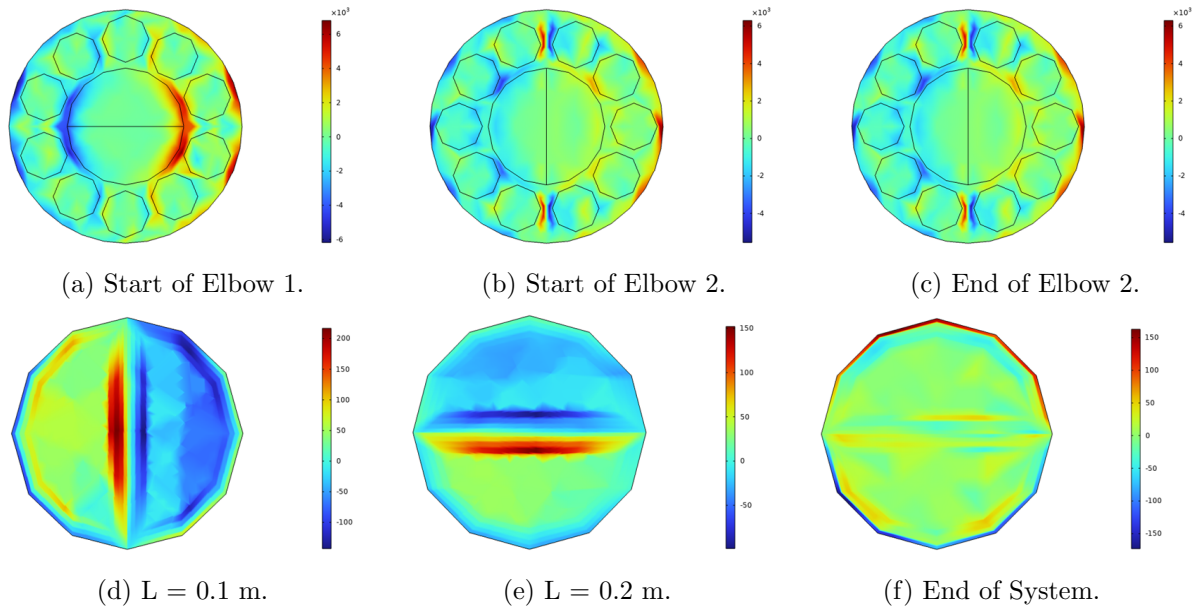 ×10³ ×10³ ×10³
6 6 6
4 4 4
2 2 2
0 0 0
-2 -2 -2
-4 -4 -4
-6
(a) Start of Elbow 1. (b) Start of Elbow 2. (c) End of Elbow 2.
200 150 150
150 100 100
100 50 50
50 0 0
0 -50 -50
-50 -100
-100 -150
(d) L = 0.1 m. (e) L = 0.2 m. (f) End of System.